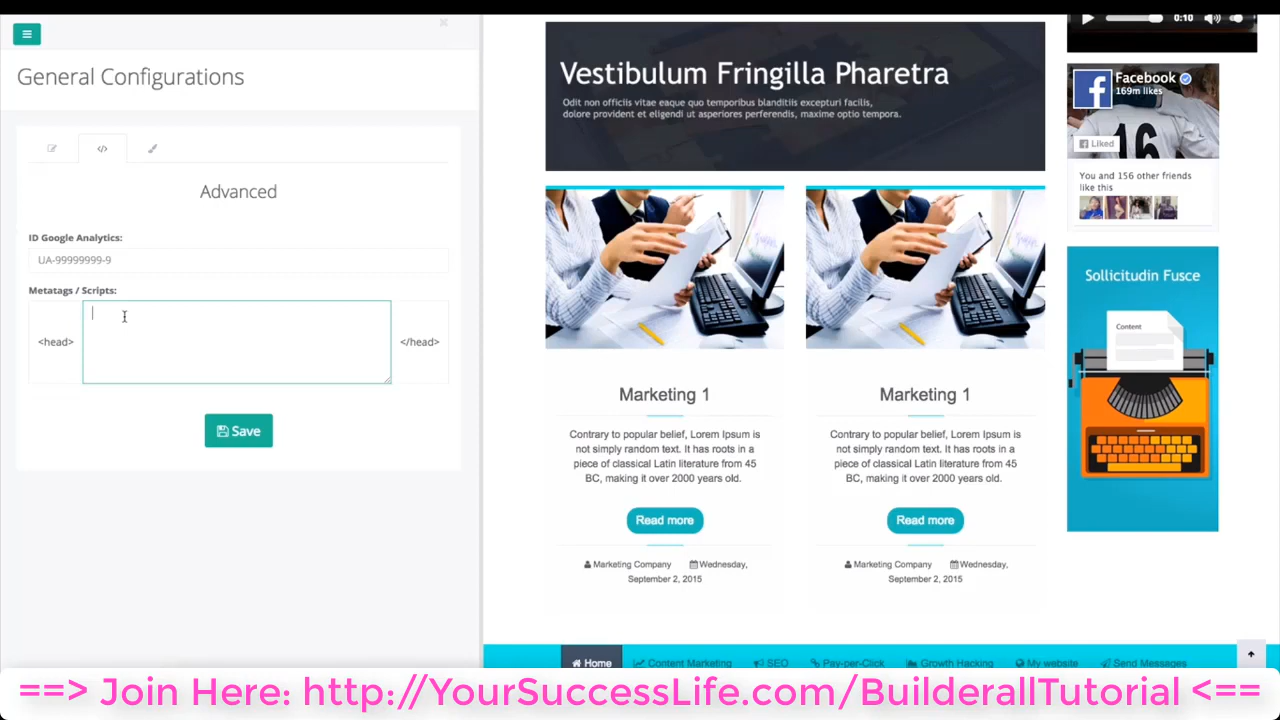 General Configurations
Advanced
ID Google Analytics:
UA-99999999-9
Metatags / Scripts:
<head>
</head>
Save
0:10
Vestibulum Fringilla Pharetra
Odit non officiis vitae eaque quo temporibus blanditiis excepturi facilis,
dolore provident et eligendi ut asperiores perferendis, maxime optio tempora.
Facebook
169m likes
16
Liked
You and 156 other friends
like this
Sollicitudin Fusce
Content
Marketing 1
Contrary to popular belief, Lorem Ipsum is
not simply random text. It has roots in a
piece of classical Latin literature from 45
BC, making it over 2000 years old.
Read more
Marketing Company Wednesday,
September 2, 2015
Marketing 1
Contrary to popular belief, Lorem Ipsum is
not simply random text. It has roots in a
piece of classical Latin literature from 45
BC, making it over 2000 years old.
Read more
Marketing Company Wednesday,
September 2, 2015
Home Content Marketing SEO Pay-per-Click Growth Hacking My website Send Messages
==> Join Here: http://YourSuccessLife.com/BuilderallTutorial <==